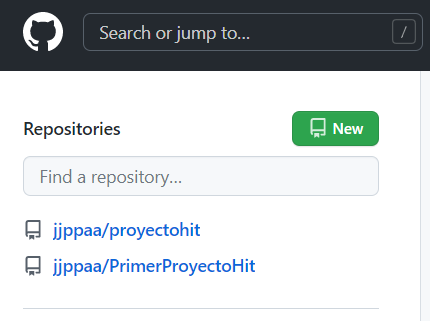 Search or jump to... /
Repositories New
Find a repository...
jjppaa/proyectohit
jjppaa/PrimerProyectoHit